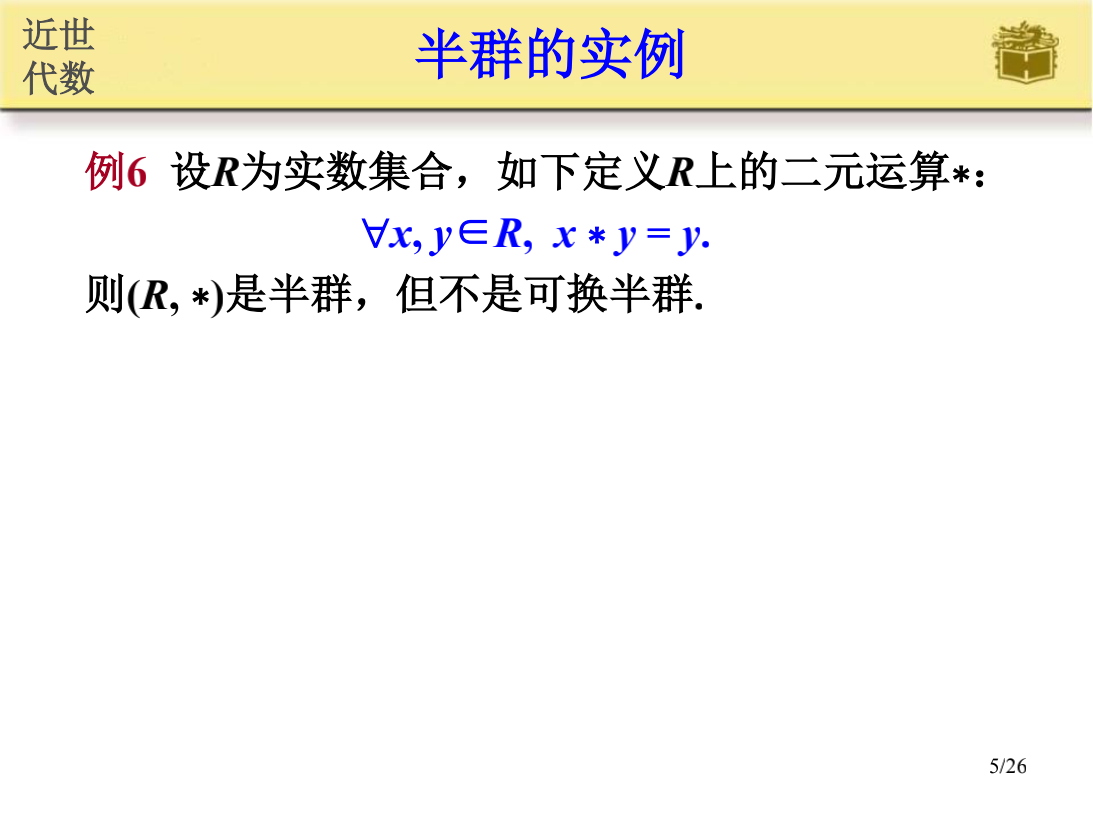 近世
代数
半群的实例
例6 设R为实数集合，如下定义R上的二元运算*：
∀x, y∈R, x * y = y.
则(R, *)是半群，但不是可换半群.
5/26